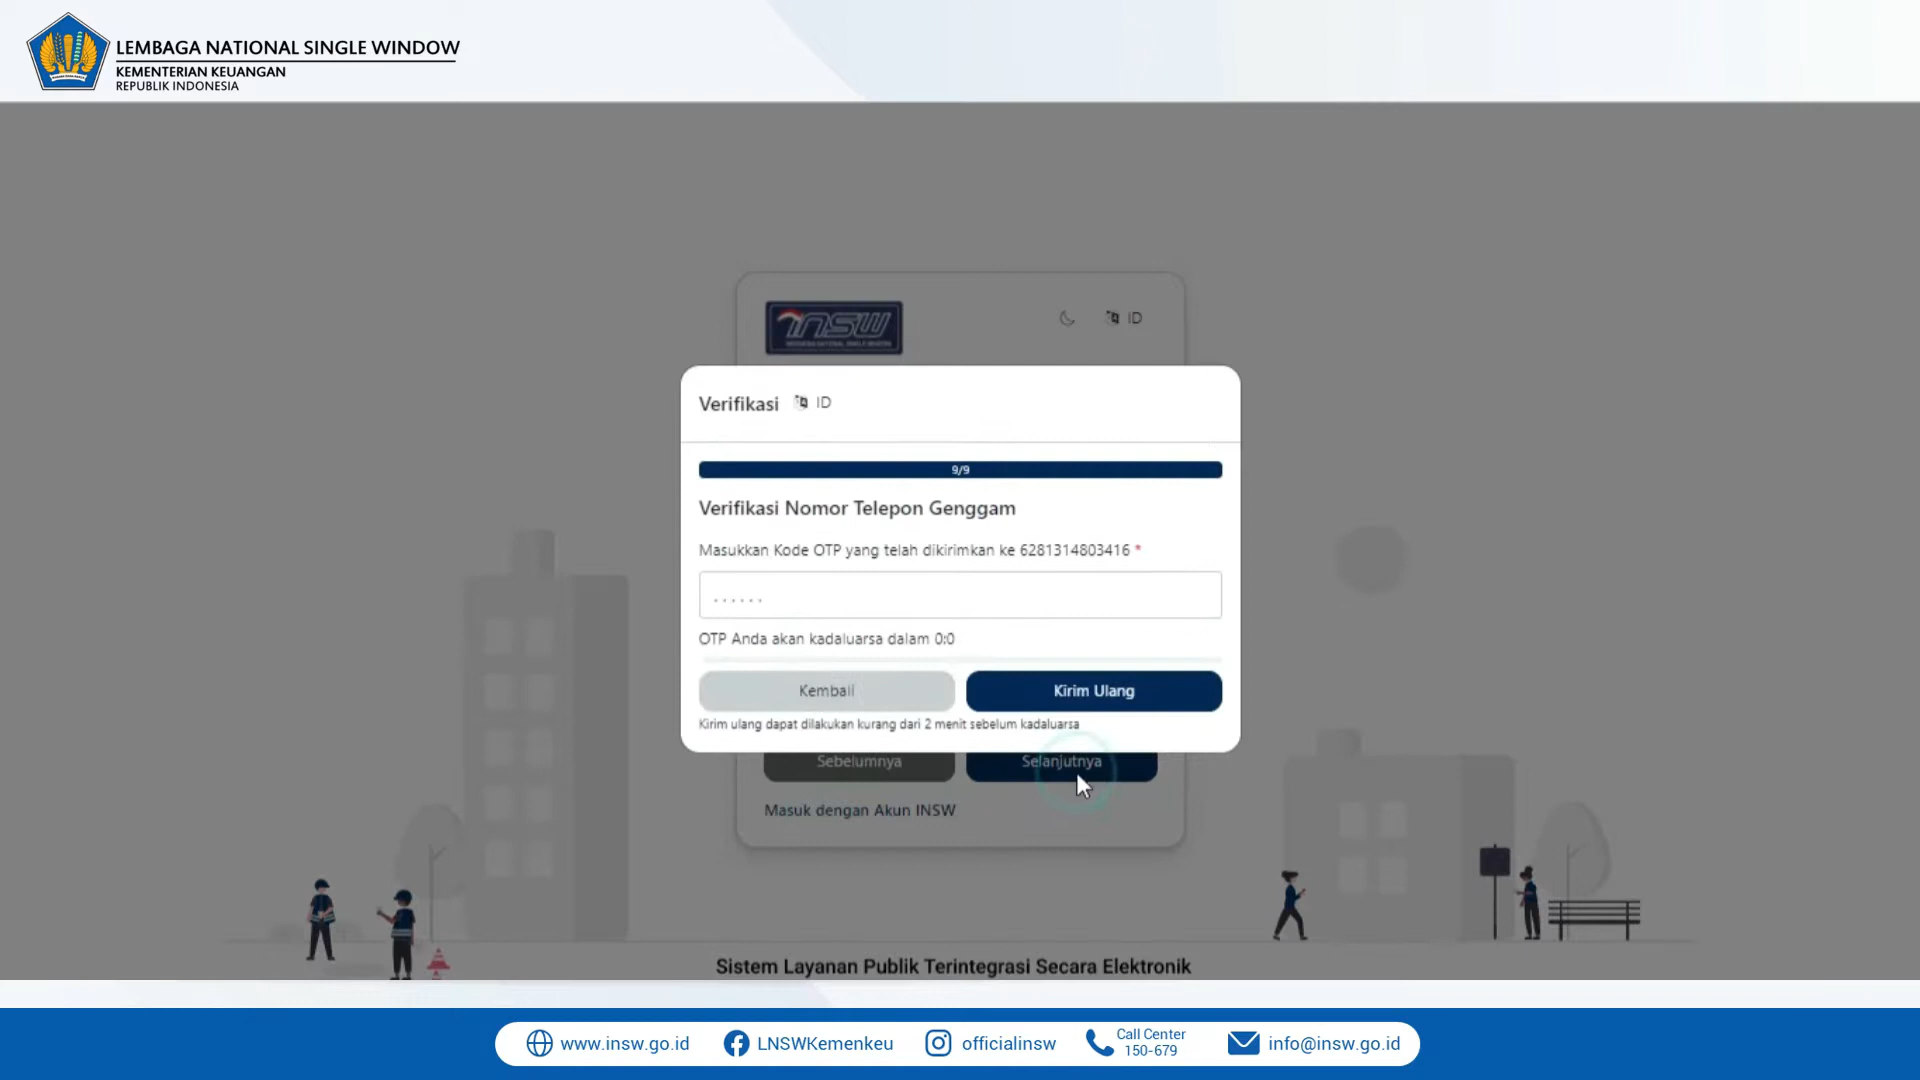 LEMBAGA NATIONAL SINGLE WINDOW
KEMENTERIAN KEUANGAN
REPUBLIK INDONESIA
INSW
ID
Verifikasi ID
9/9
Verifikasi Nomor Telepon Genggam
Masukkan Kode OTP yang telah dikirimkan ke 6281314803416 *
......
OTP Anda akan kadaluarsa dalam 0:0
Kembali
Kirim Ulang
Kirim ulang dapat dilakukan kurang dari 2 menit sebelum kadaluarsa
Sebelumnya
Selanjutnya
Masuk dengan Akun INSW
Sistem Layanan Publik Terintegrasi Secara Elektronik
www.insw.go.id
LNSWKemenkeu
officialinsw
Call Center
150-679
info@insw.go.id